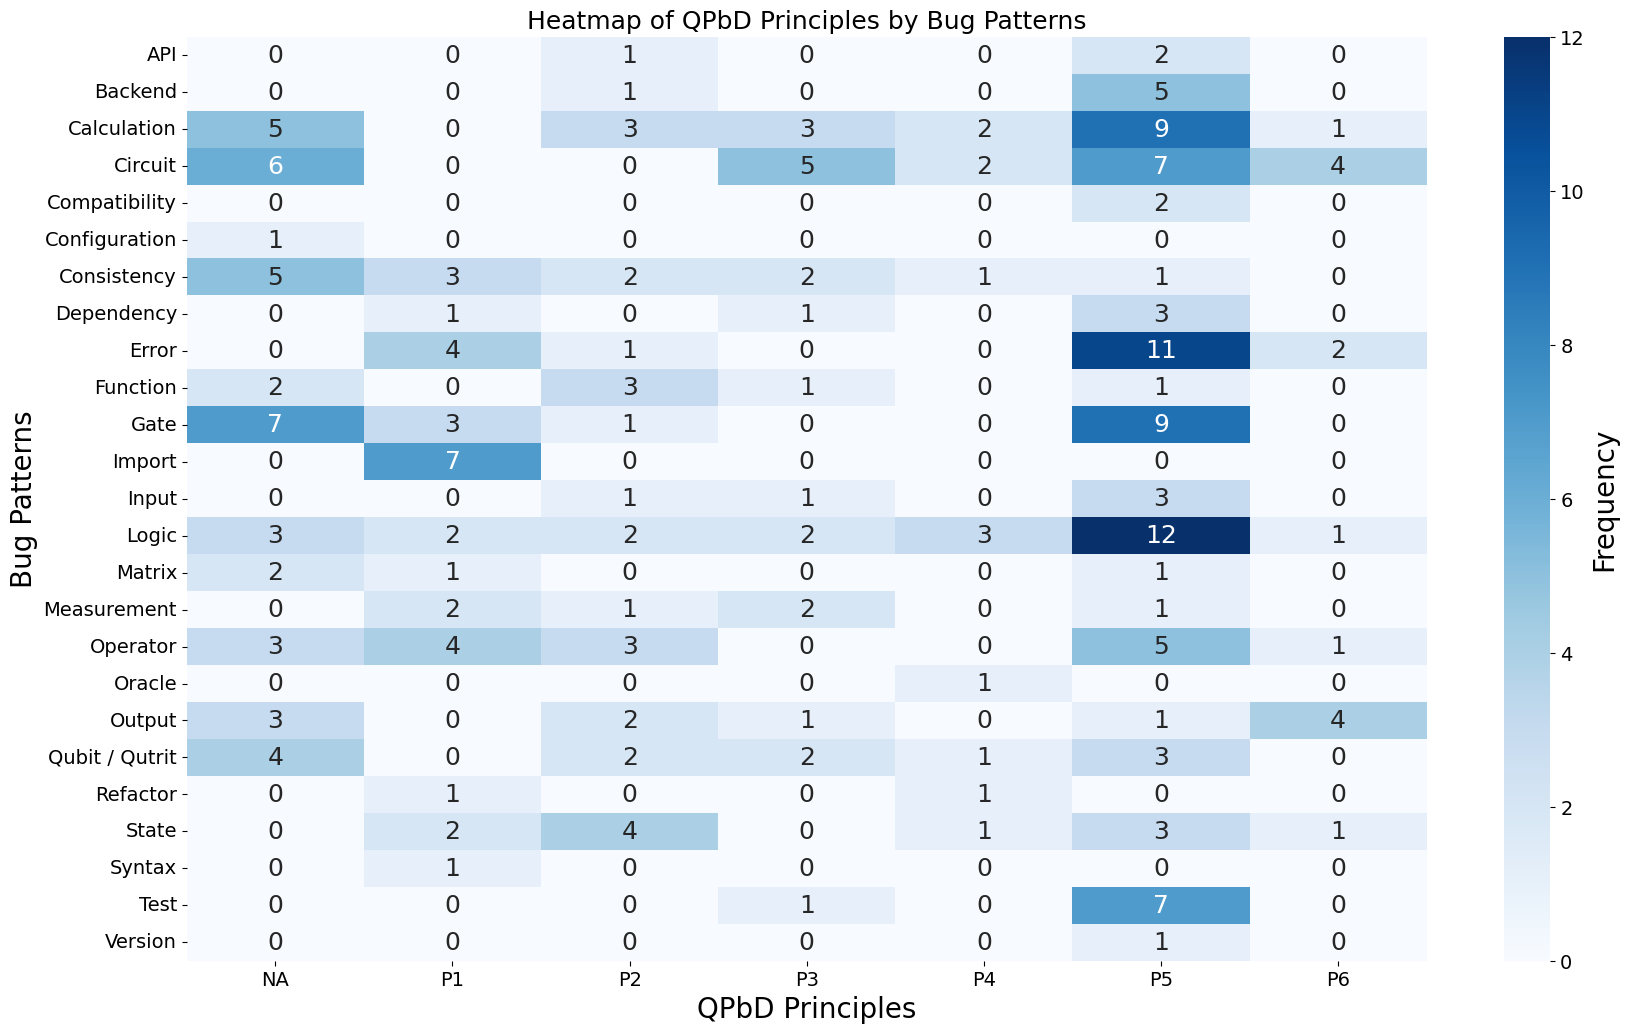 Heatmap of QPbD Principles by Bug Patterns
API 0 0 1 0 0 2 0
Backend 0 0 1 0 0 5 0
Calculation 5 0 3 3 2 9 1
Circuit 6 0 0 5 2 7 4
Compatibility 0 0 0 0 0 2 0
Configuration 1 0 0 0 0 0 0
Consistency 5 3 2 2 1 1 0
Dependency 0 1 0 1 0 3 0
Error 0 4 1 0 0 11 2
Function 2 0 3 1 0 1 0
Gate 7 3 1 0 0 9 0
Import 0 7 0 0 0 0 0
Input 0 0 1 1 0 3 0
Logic 3 2 2 2 3 12 1
Matrix 2 1 0 0 0 1 0
Measurement 0 2 1 2 0 1 0
Operator 3 4 3 0 0 5 1
Oracle 0 0 0 0 1 0 0
Output 3 0 2 1 0 1 4
Qubit / Qutrit 4 0 2 2 1 3 0
Refactor 0 1 0 0 1 0 0
State 0 2 4 0 1 3 1
Syntax 0 1 0 0 0 0 0
Test 0 0 0 1 0 7 0
Version 0 0 0 0 0 1 0
NA P1 P2 P3 P4 P5 P6
QPbD Principles
Bug Patterns
12
10
8
6
4
2
0
Frequency